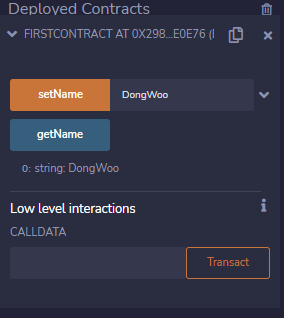 Deployed Contracts
FIRSTCONTRACT AT 0X298...E0E76 (
setName DongWoo
getName
0: string: DongWoo
Low level interactions
CALLDATA
Transact